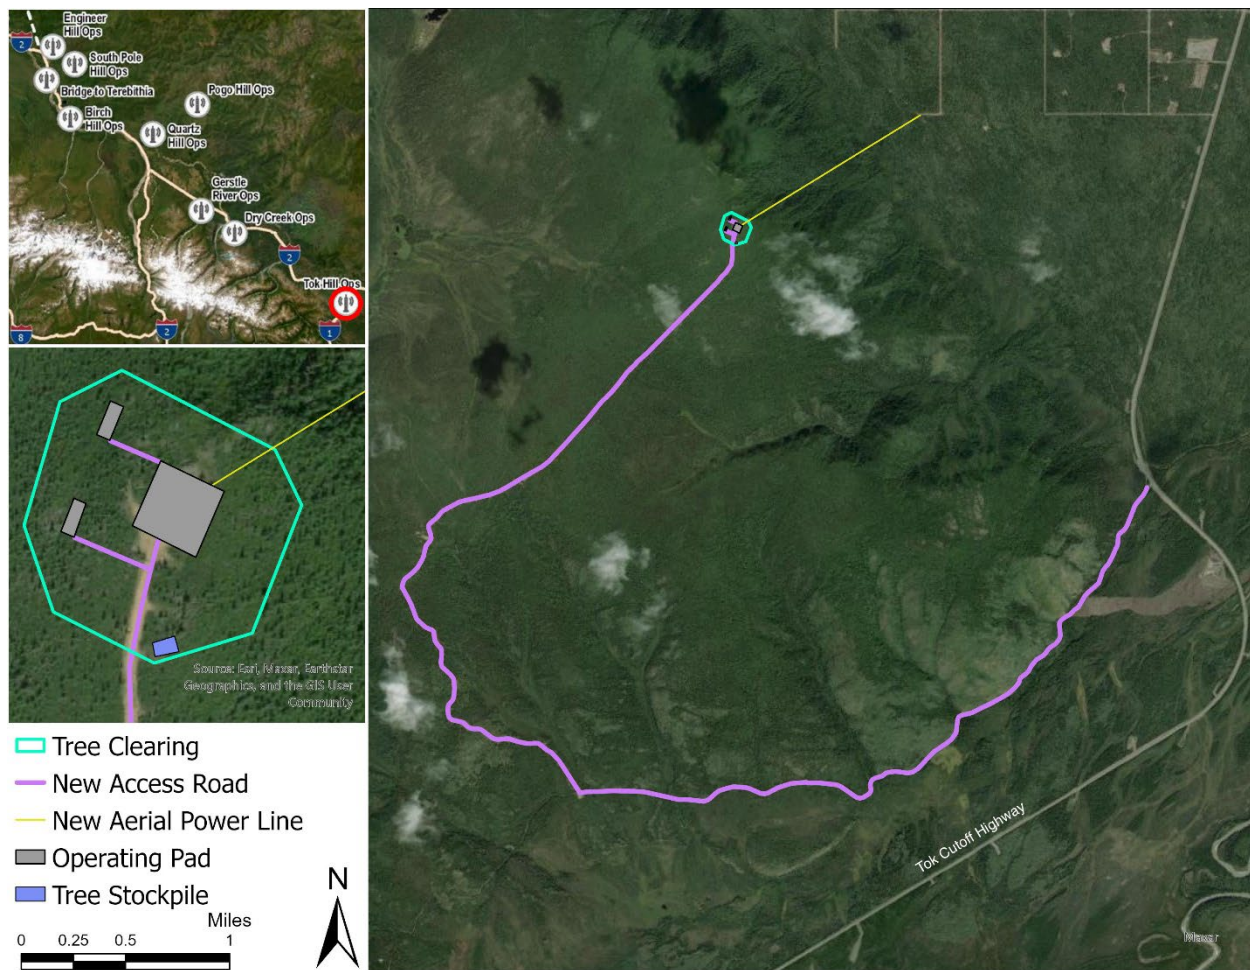 Engineer
Hill Ops
2
South Pole
Hill Ops
Bridge to Terebithia
Pogo Hill Ops
Birch
Hill Ops
Quartz
Hill Ops
Gerstle
River Ops
Dry Creek Ops
2
Tok Hill Ops
8
2
1
Source: Esri, Maxar, Earthstar
Geographics, and the GIS User
Community
Tree Clearing
New Access Road
New Aerial Power Line
Operating Pad
Tree Stockpile
Miles
0 0.25 0.5 1
N
Tok Cutoff Highway
Maxar